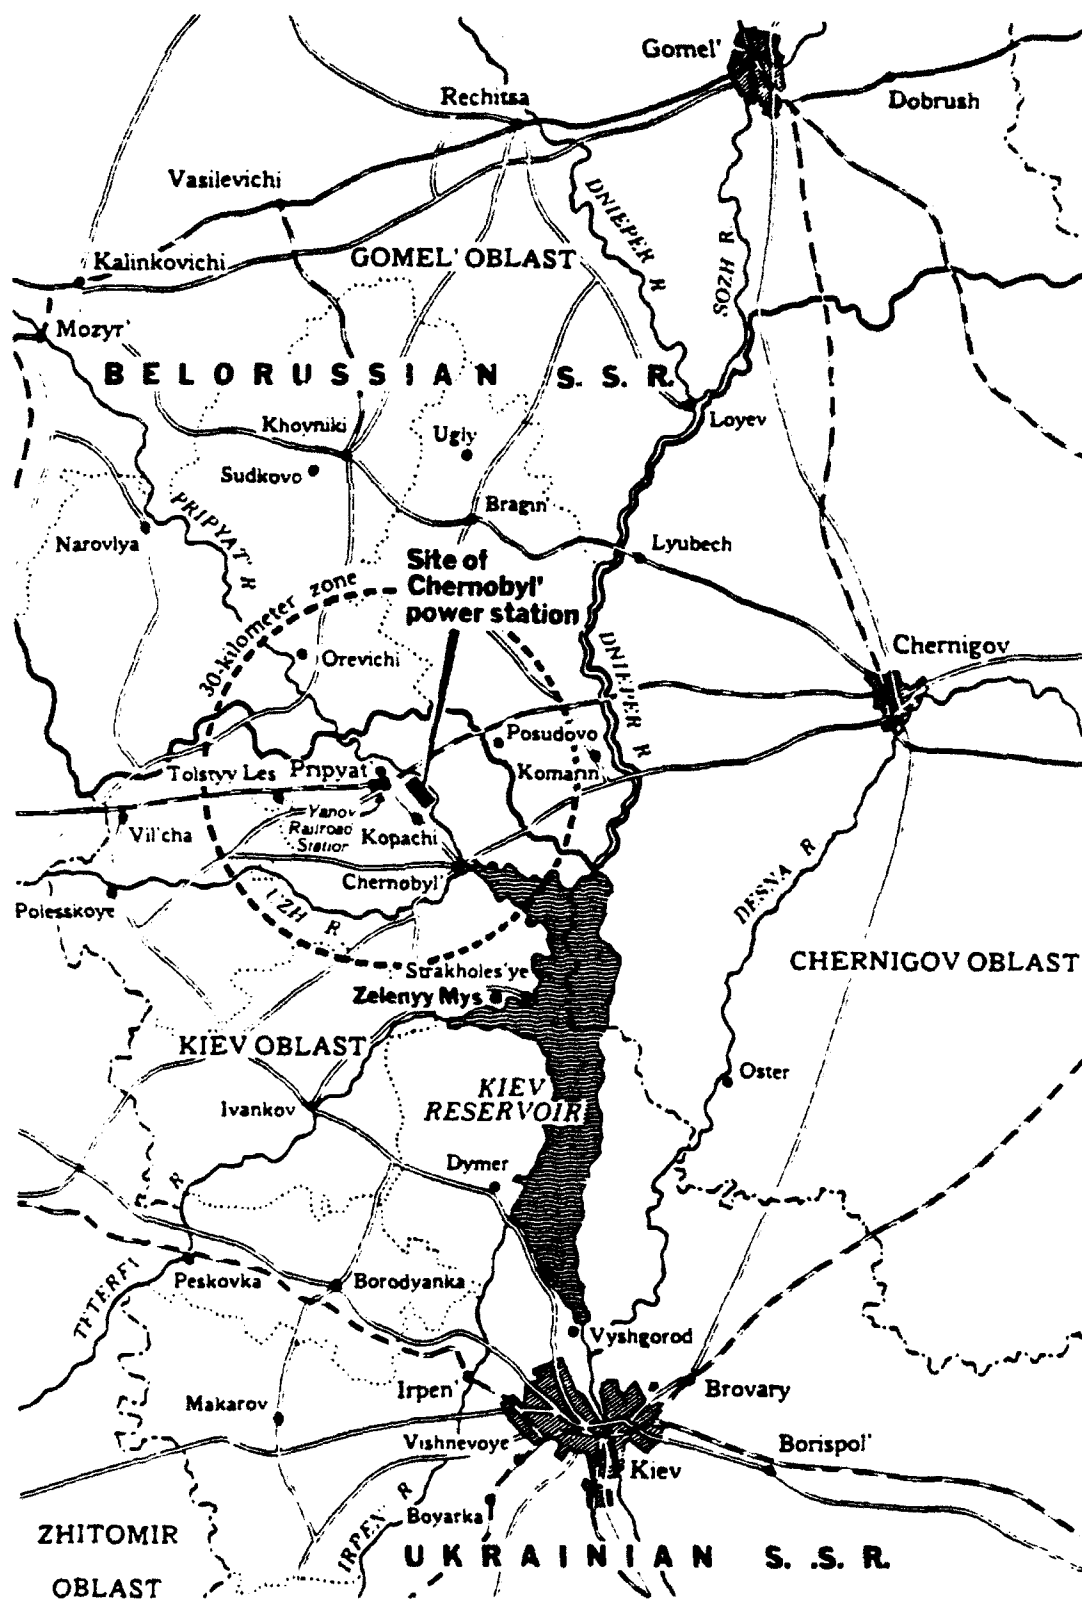 Gomel'
Rechitsa
Dobrush
Vasilevichi
DNIEPER R
SOZH R
Kalinkovichi
GOMEL' OBLAST
Mozyr'
BELORUSSIAN S. S. R.
Khovniki
Ugly
Loyev
Sudkovo
PRIPYAT' R
Bragin'
Narovlya
Lyubech
Site of
Chernobyl'
power station
30-kilometer zone
DNIEPER R
Chernigov
Orevichi
Posudovo
Tolstyy Les
Pripyat
Komarin
Yanov
Railroad
Station
Vil'cha
Kopachi
Chernobyl'
DESNA R
Polesskoye
UZH R
CHERNIGOV OBLAST
Strakholes'ye
Zelenyy Mys
KIEV OBLAST
Oster
KIEV
RESERVOIR
Ivankov
Dymer
TETEREV R
Peskovka
Borodyanka
Vyshgorod
Irpen'
Brovary
Makarov
Vishnevoye
Borispol'
Kiev
Boyarka
IRPEN' R
ZHITOMIR
OBLAST
UKRAINIAN S. .S. R.